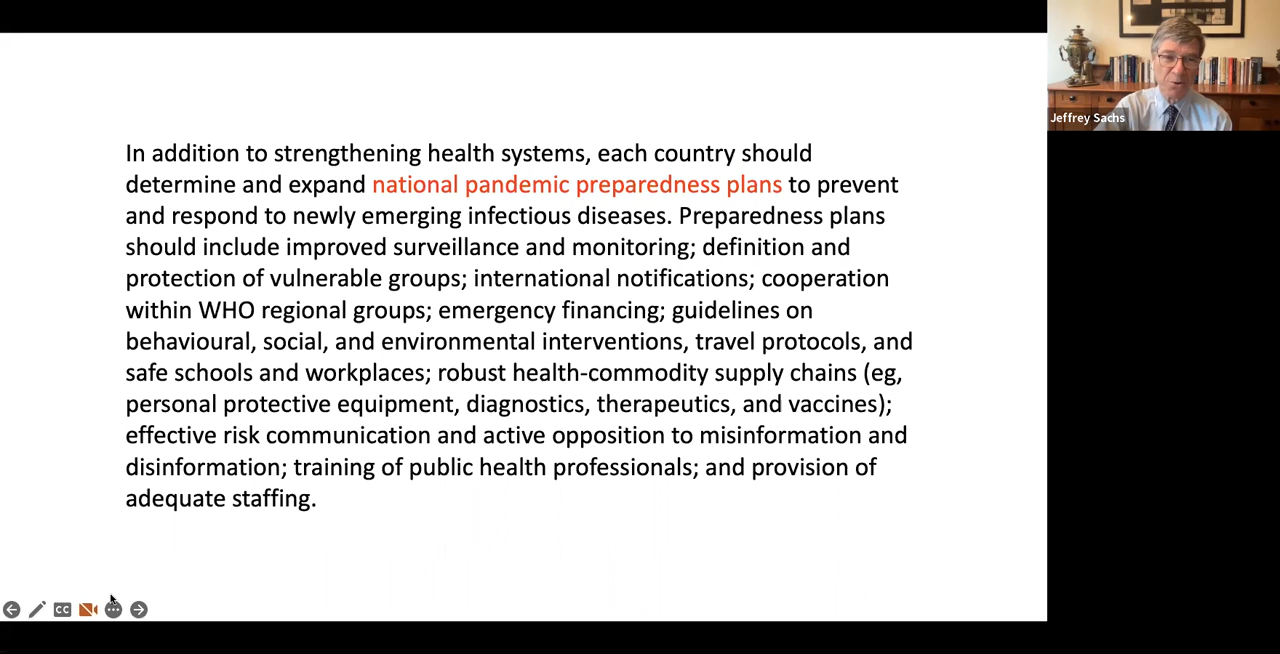 In addition to strengthening health systems, each country should
determine and expand national pandemic preparedness plans to prevent
and respond to newly emerging infectious diseases. Preparedness plans
should include improved surveillance and monitoring; definition and
protection of vulnerable groups; international notifications; cooperation
within WHO regional groups; emergency financing; guidelines on
behavioural, social, and environmental interventions, travel protocols, and
safe schools and workplaces; robust health-commodity supply chains (eg,
personal protective equipment, diagnostics, therapeutics, and vaccines);
effective risk communication and active opposition to misinformation and
disinformation; training of public health professionals; and provision of
adequate staffing.
Jeffrey Sachs
CC